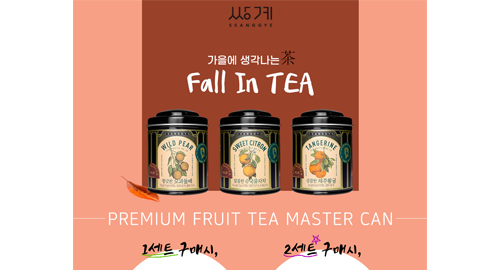 쌍계
SSANGGYE
가을에 생각나는 茶
Fall In TEA
WILD PEAR
SWEET CITRON
TANGERINE
PREMIUM FRUIT TEA MASTER CAN
1세트 구매시,
2세트 구매시,